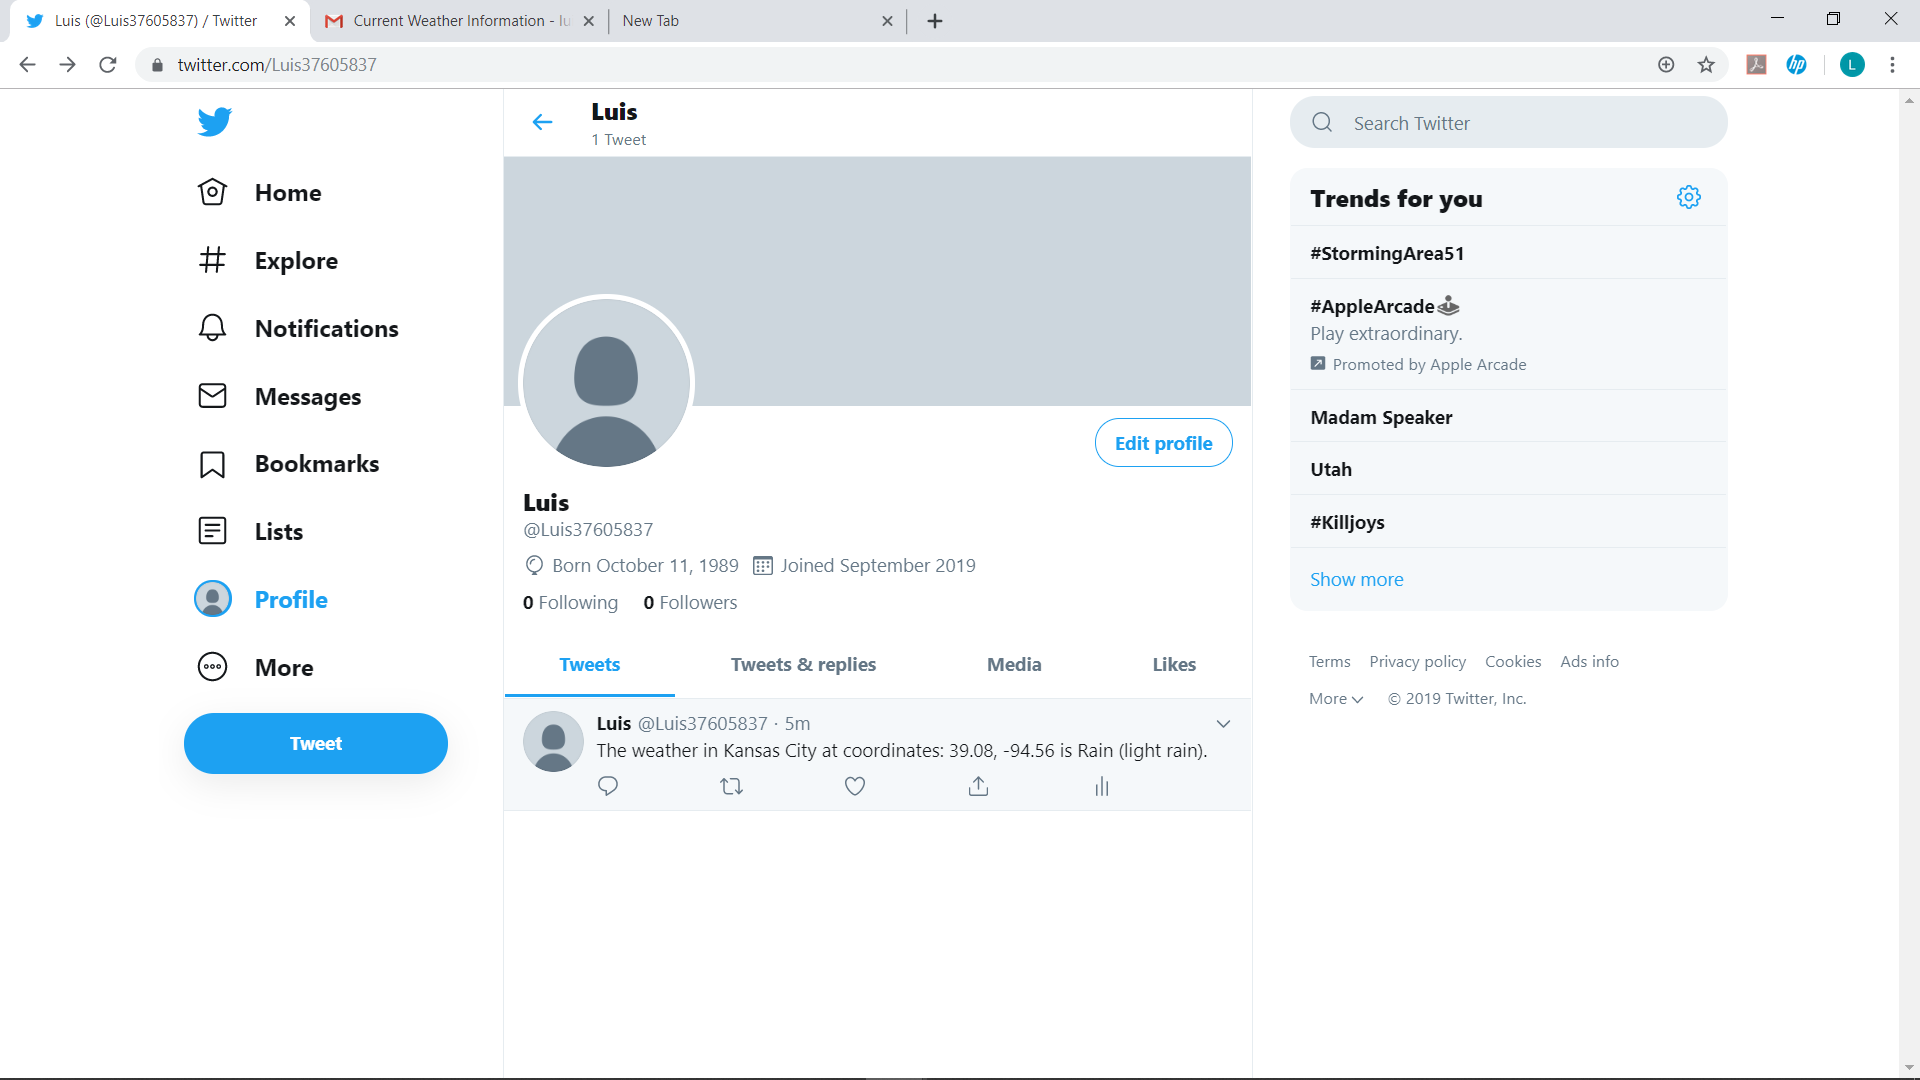 Luis (@Luis37605837) / Twitter
Current Weather Information - lu
New Tab
twitter.com/Luis37605837
hp
L
Home
Explore
Notifications
Messages
Bookmarks
Lists
Profile
More
Tweet
Luis
1 Tweet
Edit profile
Luis
@Luis37605837
Born October 11, 1989 Joined September 2019
0 Following 0 Followers
Tweets Tweets & replies Media Likes
Luis @Luis37605837 · 5m
The weather in Kansas City at coordinates: 39.08, -94.56 is Rain (light rain).
Search Twitter
Trends for you
#StormingArea51
#AppleArcade
Play extraordinary.
Promoted by Apple Arcade
Madam Speaker
Utah
#Killjoys
Show more
Terms Privacy policy Cookies Ads info
More © 2019 Twitter, Inc.